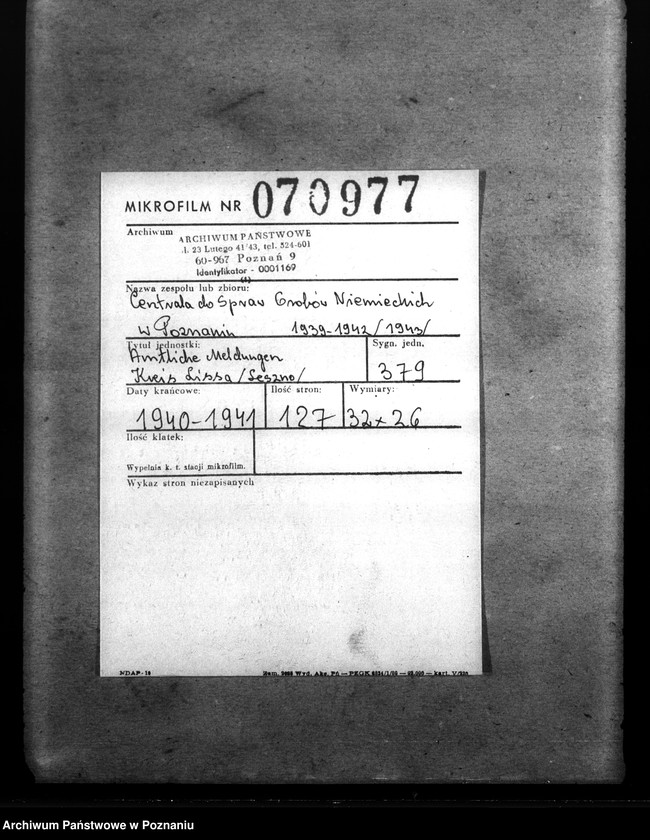 MIKROFILM NR 070977
Archiwum
ARCHIWUM PAŃSTWOWE
ul. 23 Lutego 41/43, tel. 524-601
60-967 Poznań 9
Identyfikator - 0001169
Nazwa zespołu lub zbioru:
Centrala do Spraw Grobów Niemieckich
w Poznaniu 1939-1942/1943/
Tytuł jednostki:
Amtliche Meldungen
Kreis Lissa /Leszno/
Sygn. jedn.
379
Daty krańcowe:
1940-1941
Ilość stron:
127
Wymiary:
32x26
Ilość klatek:
Wypełnia k. t. stacji mikrofilm.
Wykaz stron niezapisanych
NDAP-18
Archiwum Państwowe w Poznaniu